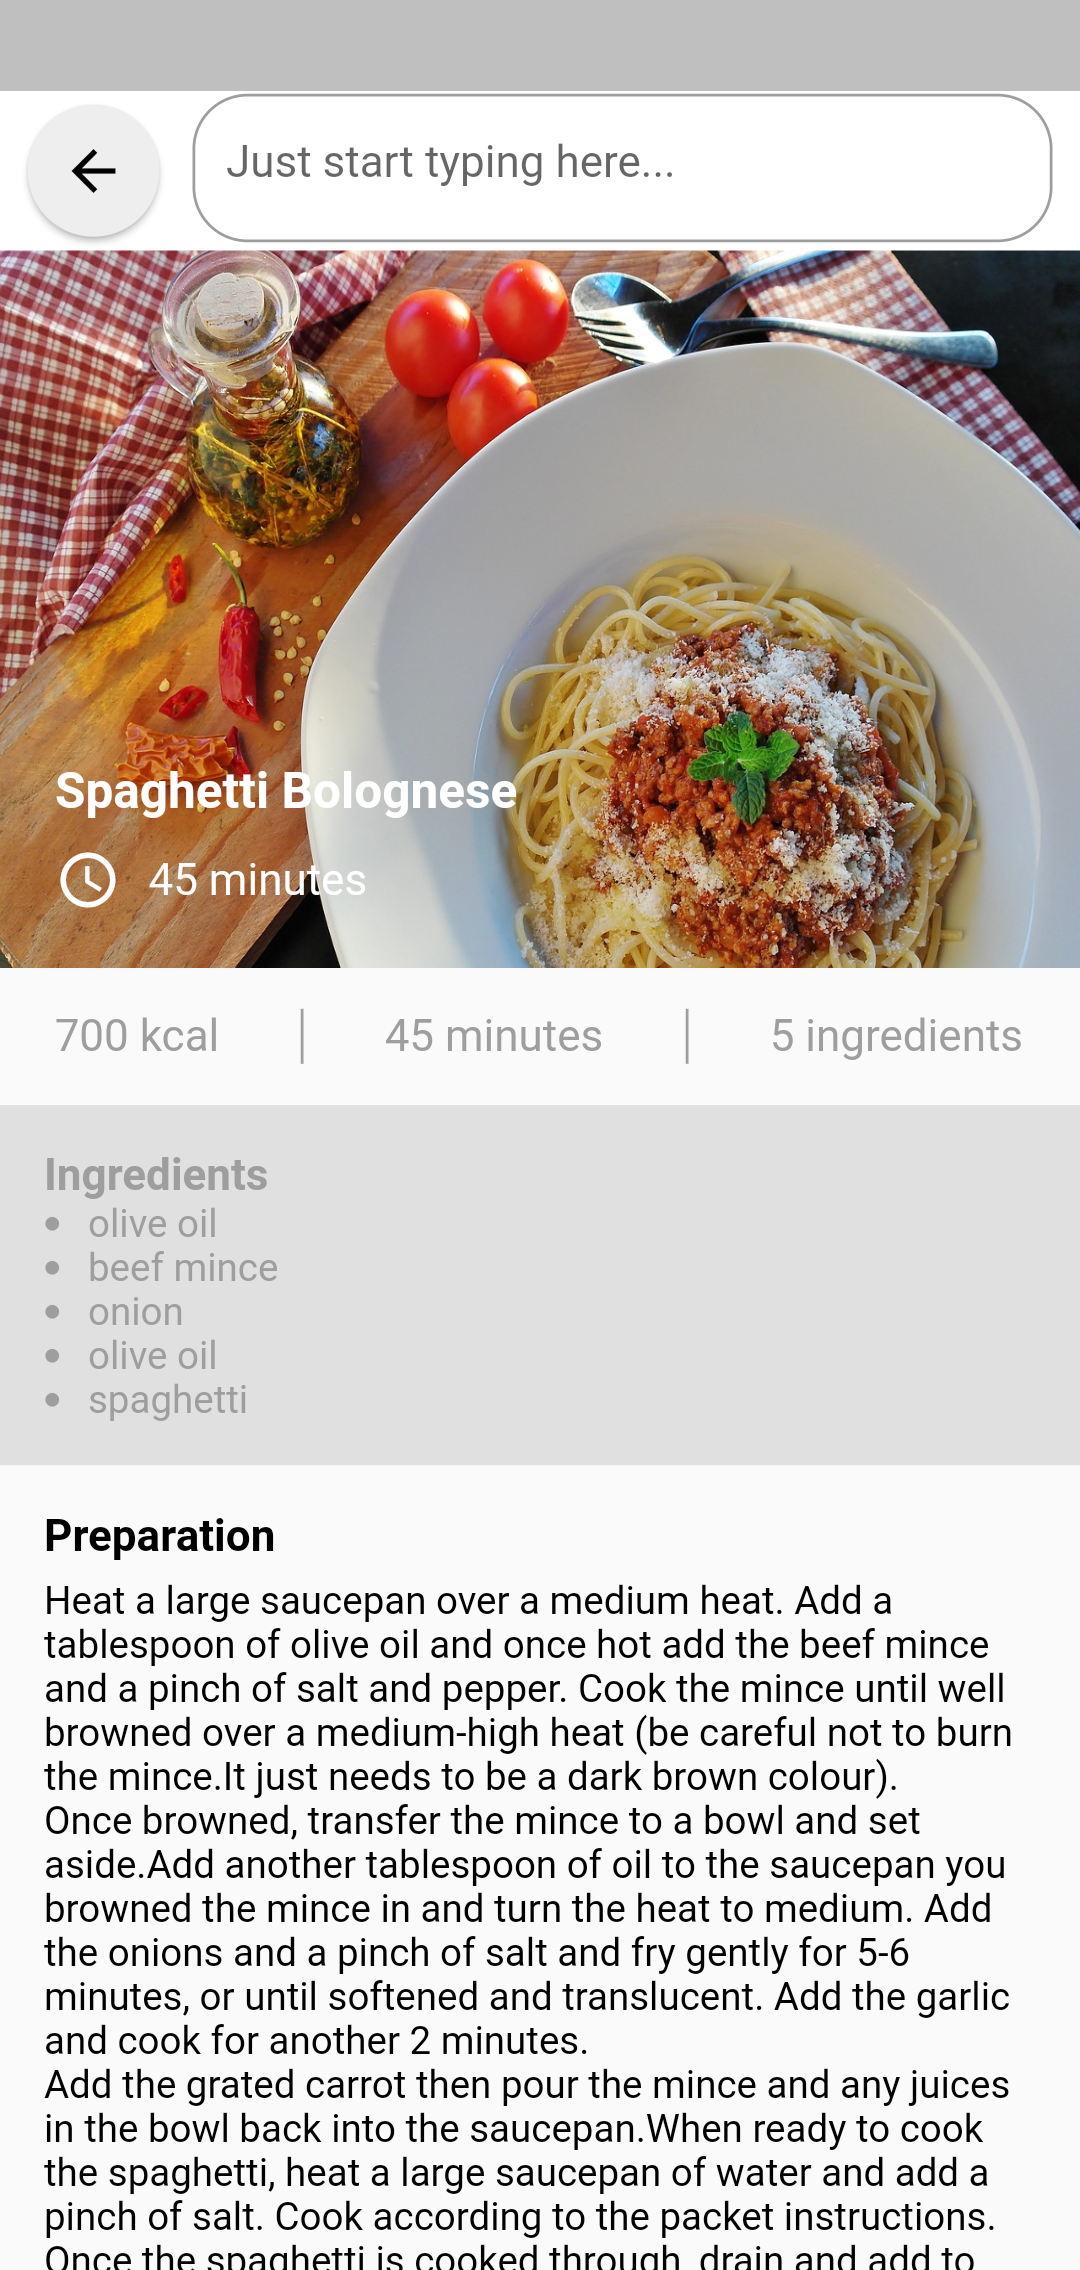 Just start typing here...
Spaghetti Bolognese
45 minutes
700 kcal
45 minutes
5 ingredients
Ingredients
• olive oil
• beef mince
• onion
• olive oil
• spaghetti
Preparation
Heat a large saucepan over a medium heat. Add a
tablespoon of olive oil and once hot add the beef mince
and a pinch of salt and pepper. Cook the mince until well
browned over a medium-high heat (be careful not to burn
the mince.It just needs to be a dark brown colour).
Once browned, transfer the mince to a bowl and set
aside.Add another tablespoon of oil to the saucepan you
browned the mince in and turn the heat to medium. Add
the onions and a pinch of salt and fry gently for 5-6
minutes, or until softened and translucent. Add the garlic
and cook for another 2 minutes.
Add the grated carrot then pour the mince and any juices
in the bowl back into the saucepan.When ready to cook
the spaghetti, heat a large saucepan of water and add a
pinch of salt. Cook according to the packet instructions.
Once the spaghetti is cooked through, drain and add to